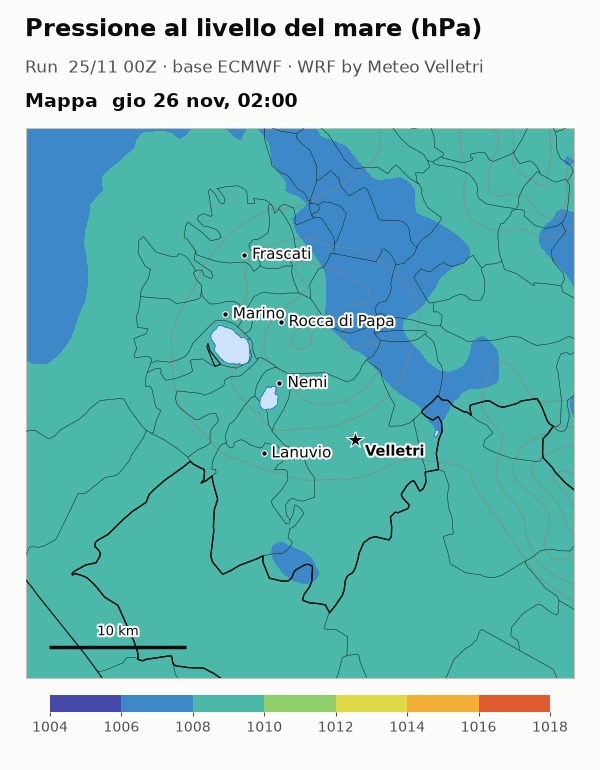 Pressione al livello del mare (hPa)
Run 25/11 00Z · base ECMWF · WRF by Meteo Velletri
Mappa gio 26 nov, 02:00
Frascati
Marino
Rocca di Papa
Nemi
Velletri
Lanuvio
10 km
1004 1006 1008 1010 1012 1014 1016 1018